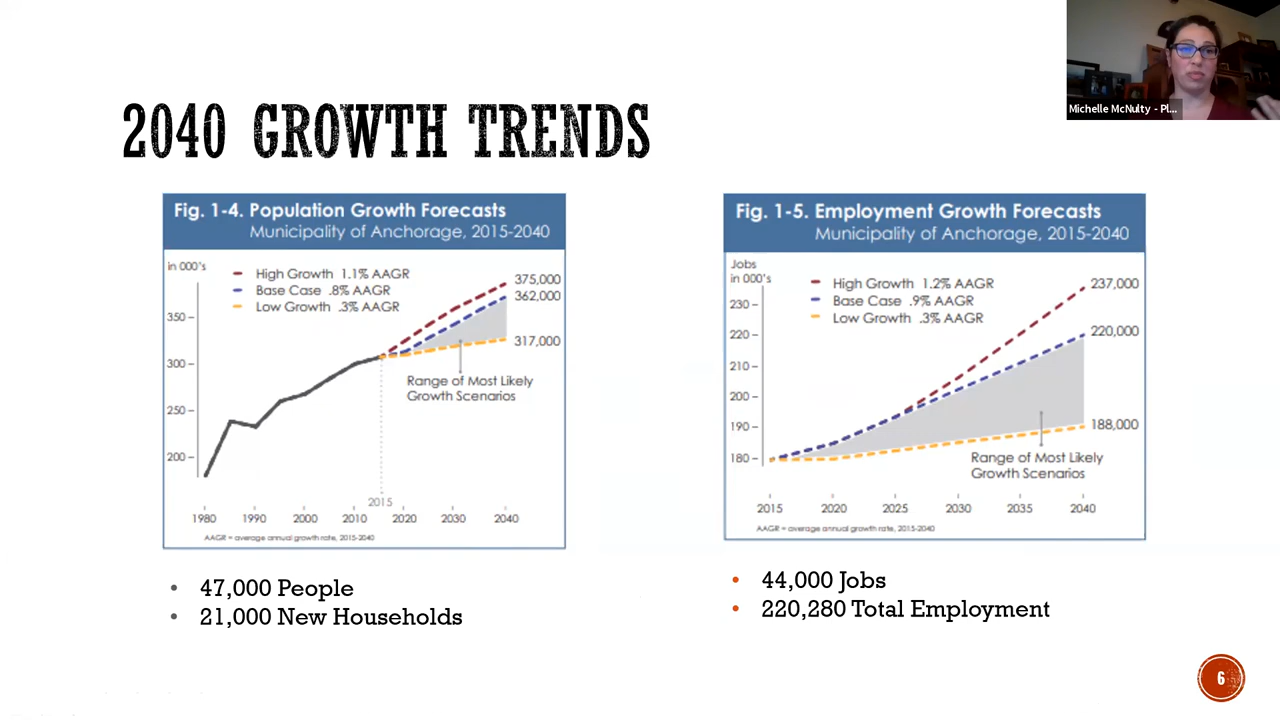 Michelle McNulty - Pl...
2040 GROWTH TRENDS
Fig. 1-4. Population Growth Forecasts
Municipality of Anchorage, 2015-2040
in 000's
High Growth 1.1% AAGR
Base Case .8% AAGR
Low Growth .3% AAGR
375,000
362,000
317,000
350
300
250
200
Range of Most Likely
Growth Scenarios
2015
1980 1990 2000 2010 2020 2030 2040
AAGR = average annual growth rate, 2015-2040
Fig. 1-5. Employment Growth Forecasts
Municipality of Anchorage, 2015-2040
Jobs
in 000's
High Growth 1.2% AAGR
Base Case .9% AAGR
Low Growth .3% AAGR
237,000
220,000
188,000
230
220
210
200
190
180
Range of Most Likely
Growth Scenarios
2015 2020 2025 2030 2035 2040
AAGR = average annual growth rate, 2015-2040
• 47,000 People
• 21,000 New Households
• 44,000 Jobs
• 220,280 Total Employment
6